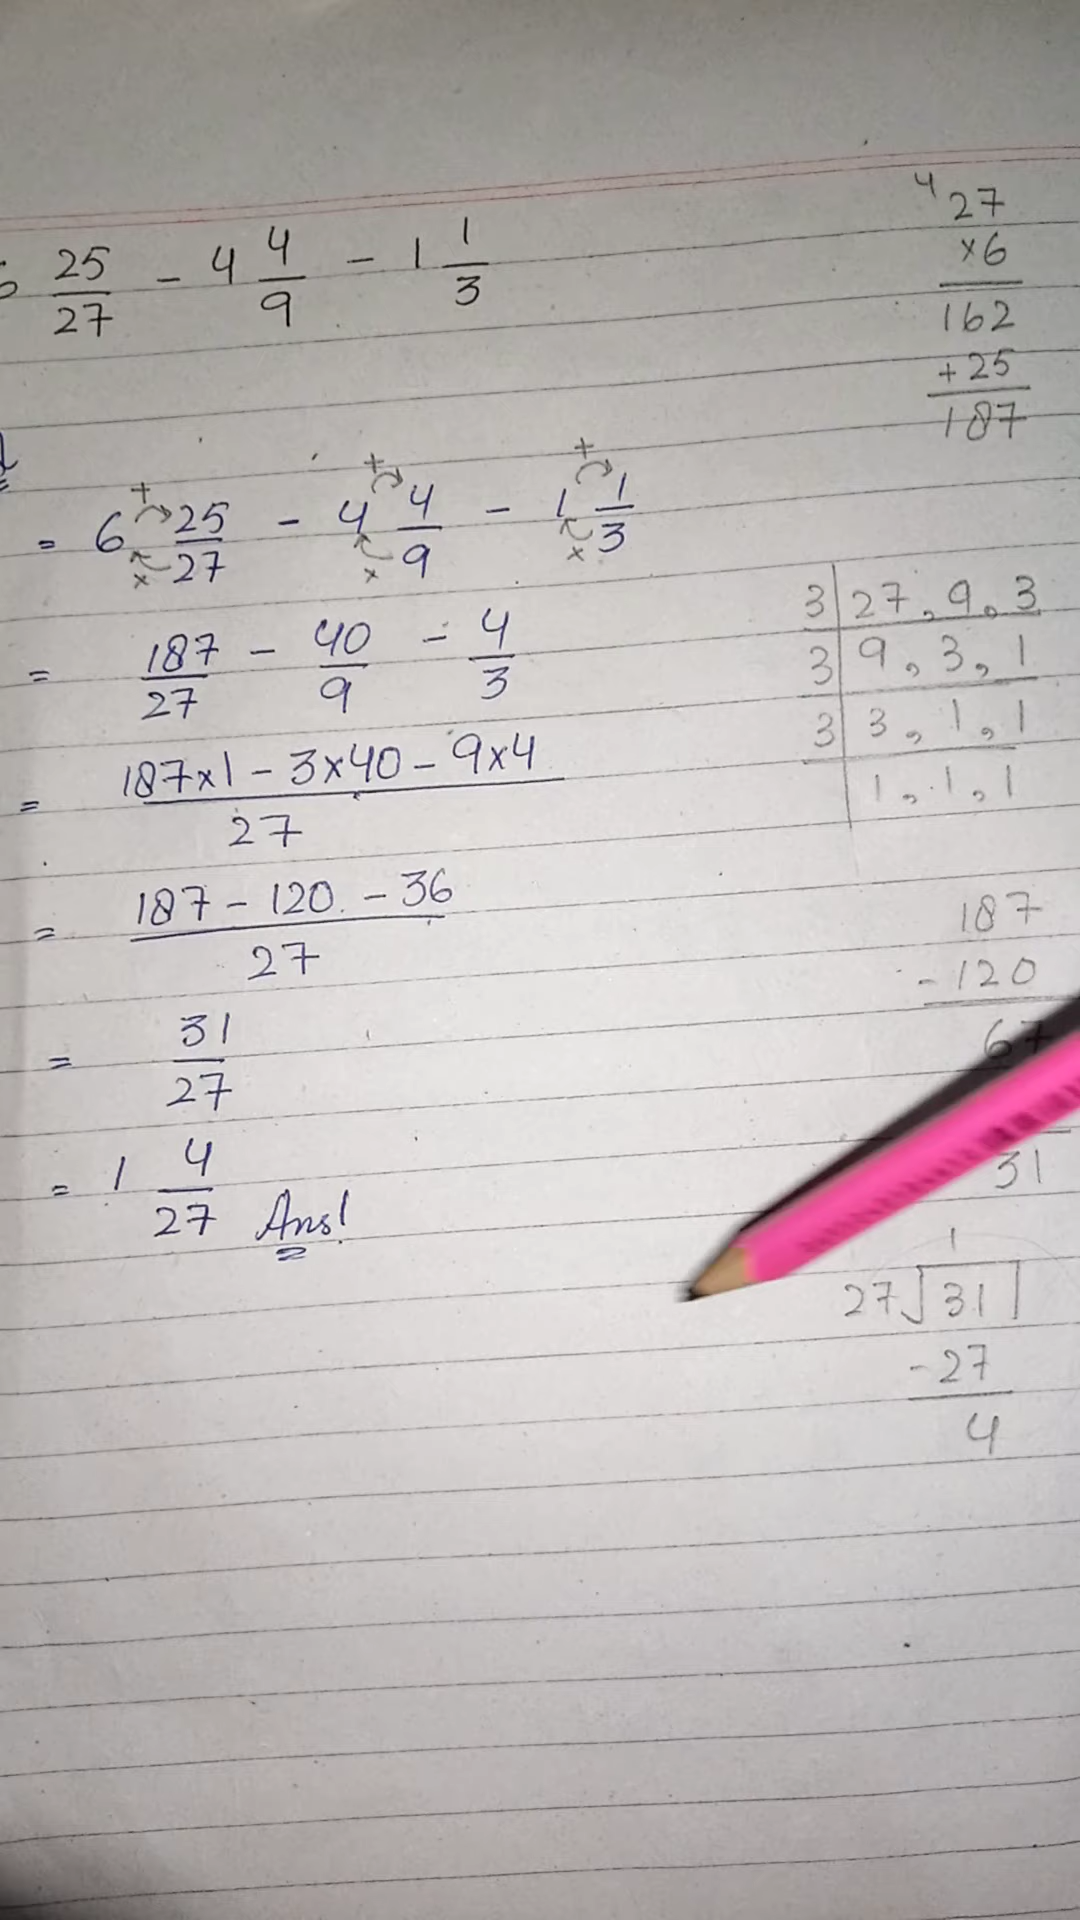 25/27 - 4 4/9 - 1 1/3
= 6 25/27 - 4 4/9 - 1 1/3
+ + +
× × ×
= 187/27 - 40/9 - 4/3
= 187×1 - 3×40 - 9×4 / 27
= 187 - 120 - 36 / 27
= 31/27
= 1 4/27 Ans!
4
27
×6
162
+25
187
3 | 27, 9, 3
3 | 9, 3, 1
3 | 3, 1, 1
1, 1, 1
187
-120
67
31
1
27 | 31
-27
4